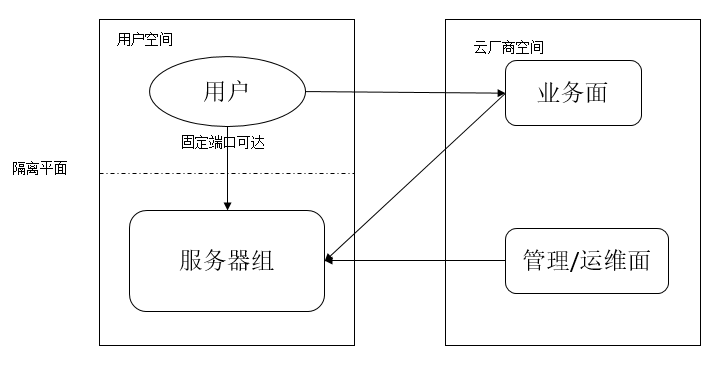 用户空间
云厂商空间
用户
业务面
固定端口可达
隔离平面
服务器组
管理/运维面